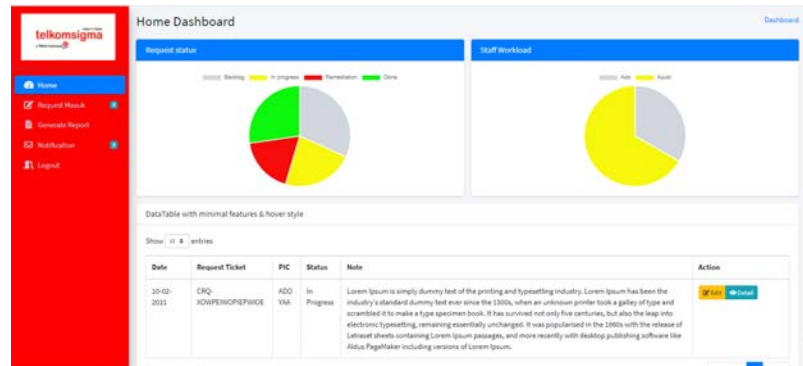 telkomsigma
Home Dashboard
Dashboard
Request status
Staff Workload
Backlog In progress Remediation Done
Ado Ayubi
Home
Request Masuk
Generate Report
Notification
Logout
DataTable with minimal features & hover style
Show 10 entries
Date Request Ticket PIC Status Note Action
10-02-2021
CRQ-XOWPEIWOPIEPWIOE
ADO YAA
In Progress
Lorem Ipsum is simply dummy text of the printing and typesetting industry. Lorem Ipsum has been the
industry's standard dummy text ever since the 1500s, when an unknown printer took a galley of type and
scrambled it to make a type specimen book. It has survived not only five centuries, but also the leap into
electronic typesetting, remaining essentially unchanged. It was popularised in the 1960s with the release of
Letraset sheets containing Lorem Ipsum passages, and more recently with desktop publishing software like
Aldus PageMaker including versions of Lorem Ipsum.
Edit Detail